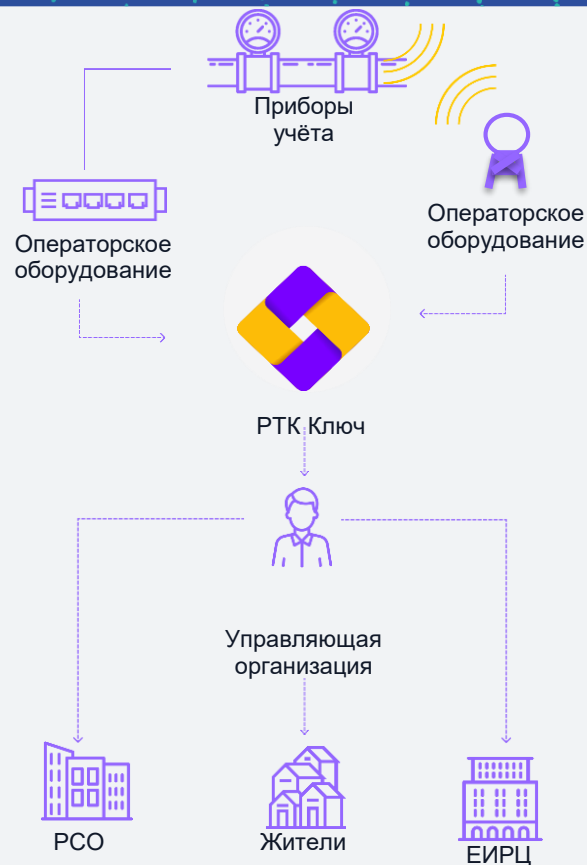 Приборы
учёта
Операторское
оборудование
Операторское
оборудование
РТК Ключ
Управляющая
организация
РСО
Жители
ЕИРЦ